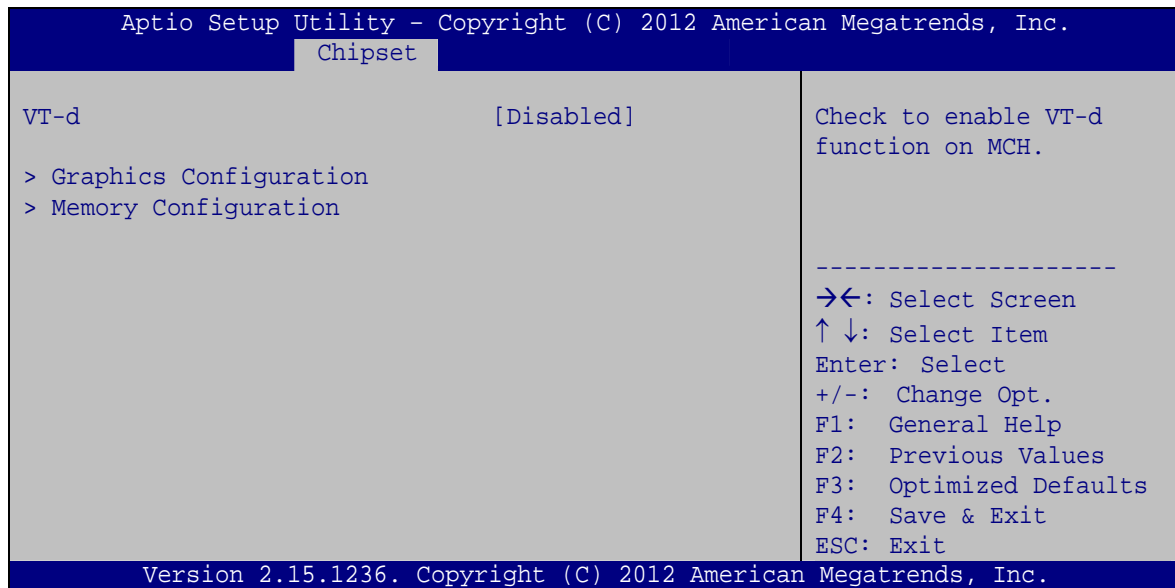 Aptio Setup Utility – Copyright (C) 2012 American Megatrends, Inc.
Chipset
VT-d [Disabled]
> Graphics Configuration
> Memory Configuration
Check to enable VT-d
function on MCH.
---------------------
→←: Select Screen
↑ ↓: Select Item
Enter: Select
+/-: Change Opt.
F1: General Help
F2: Previous Values
F3: Optimized Defaults
F4: Save & Exit
ESC: Exit
Version 2.15.1236. Copyright (C) 2012 American Megatrends, Inc.